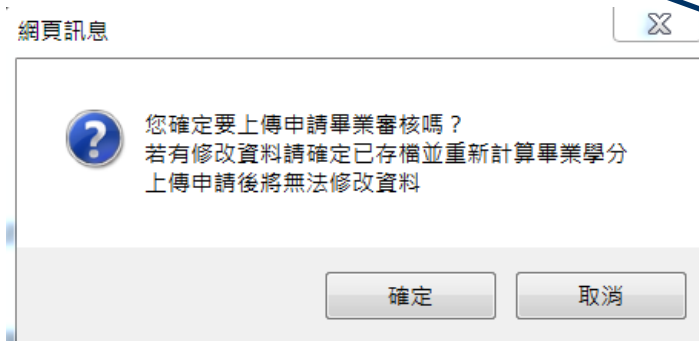 網頁訊息
您確定要上傳申請畢業審核嗎？
若有修改資料請確定已存檔並重新計算畢業學分
上傳申請後將無法修改資料
確定
取消